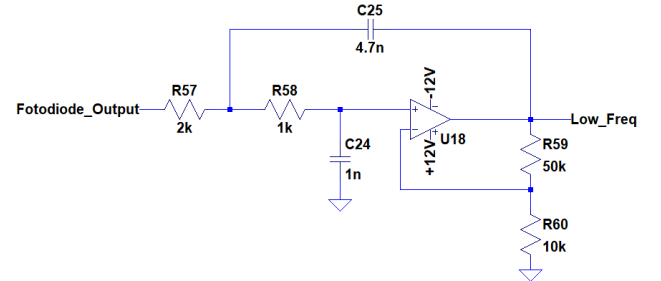 C25
4.7n
R57
2k
R58
1k
Fotodiode_Output
C24
1n
-12V
+12V
U18
Low_Freq
R59
50k
R60
10k